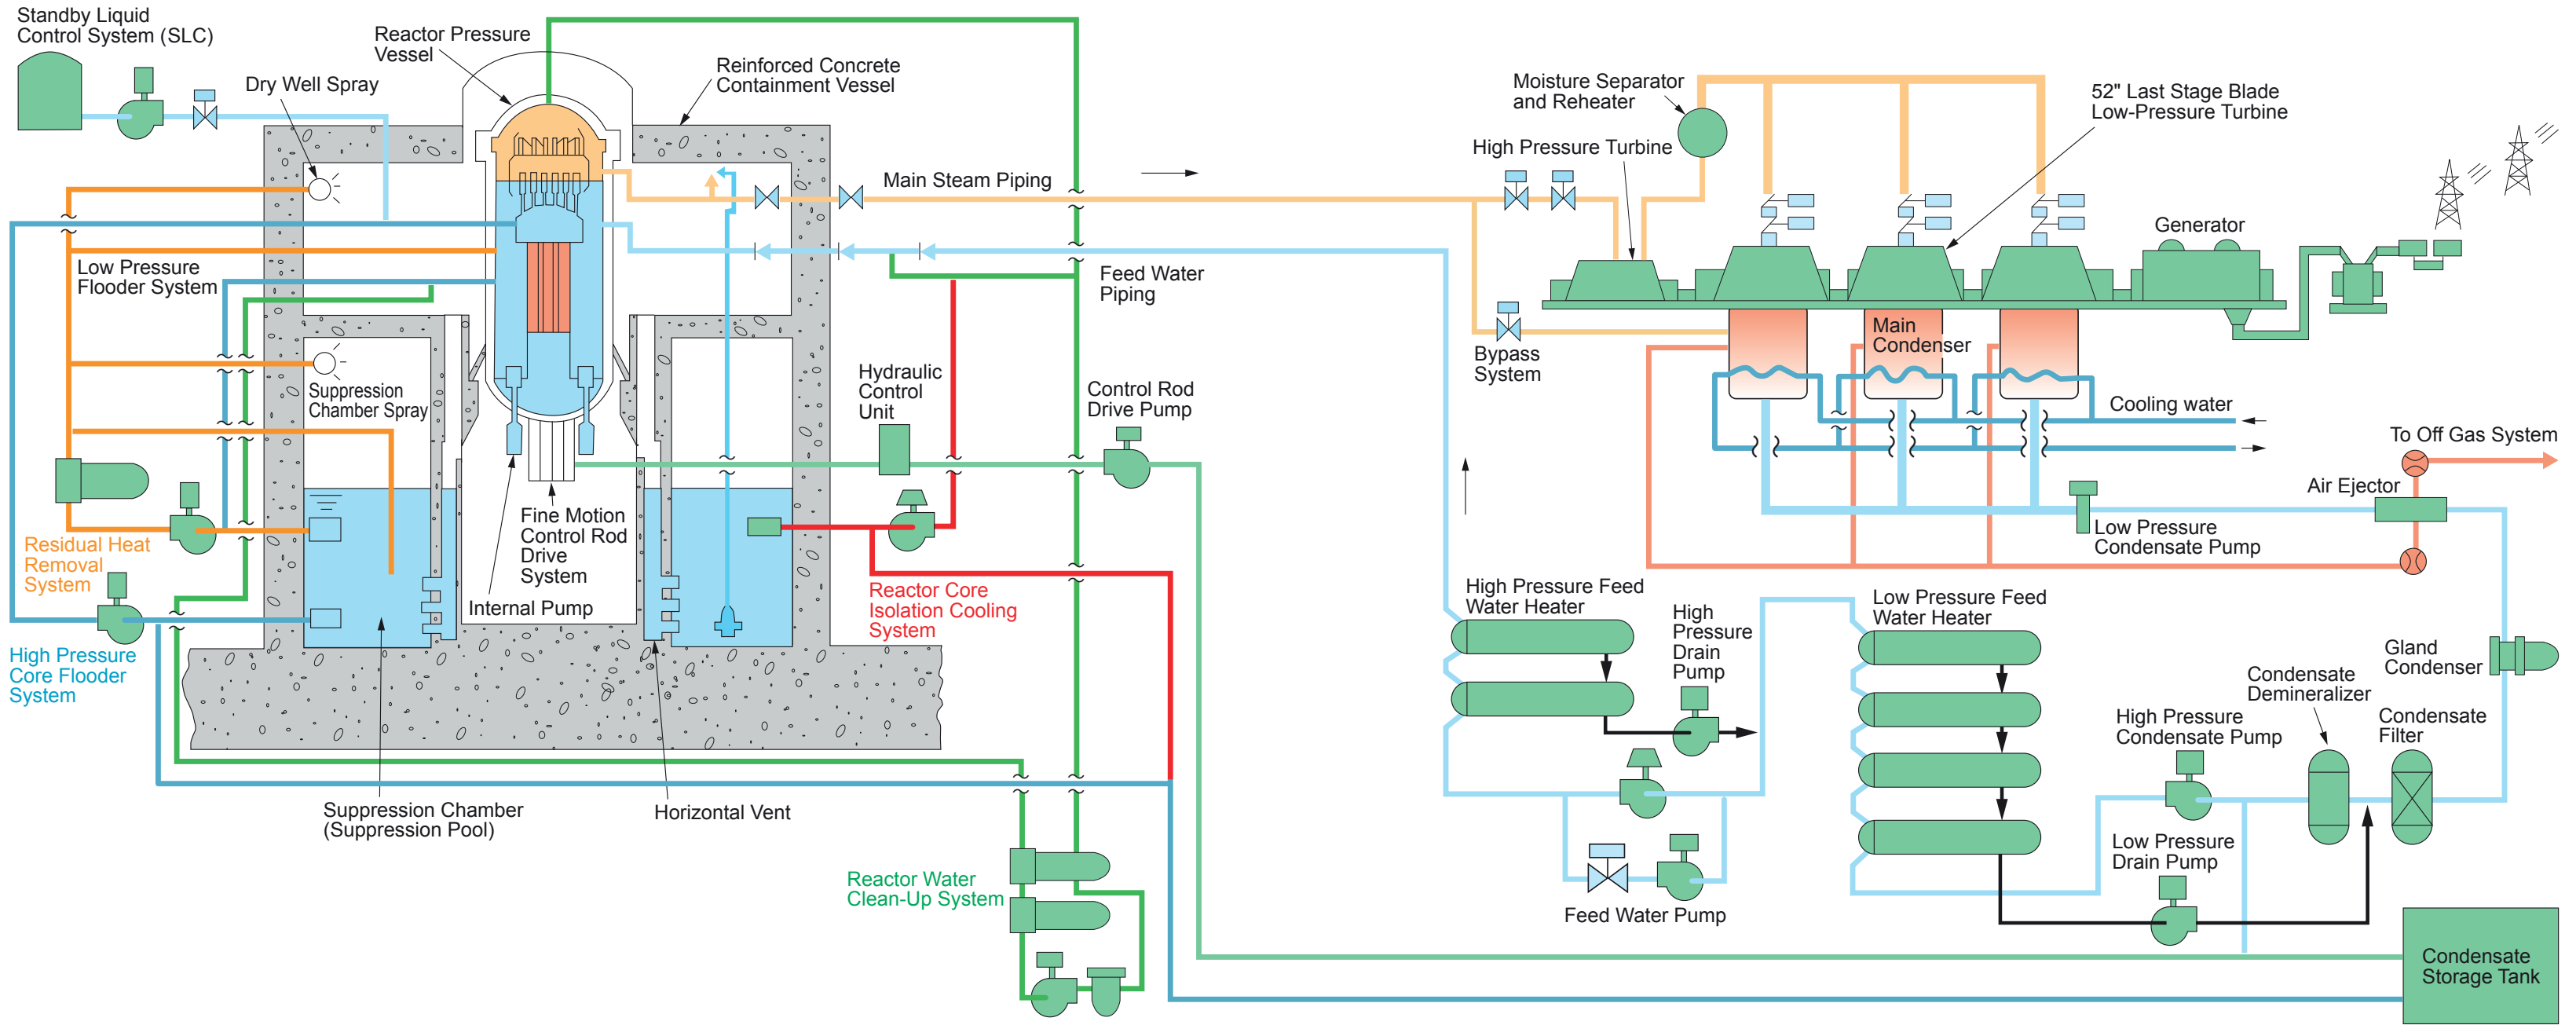 Standby Liquid
Control System (SLC)
Reactor Pressure
Vessel
Dry Well Spray
Reinforced Concrete
Containment Vessel
Main Steam Piping
Moisture Separator
and Reheater
High Pressure Turbine
52" Last Stage Blade
Low-Pressure Turbine
Generator
Low Pressure
Flooder System
Feed Water
Piping
Bypass
System
Main
Condenser
Cooling water
Suppression
Chamber Spray
Hydraulic
Control
Unit
Control Rod
Drive Pump
To Off Gas System
Air Ejector
Low Pressure
Condensate Pump
Residual Heat
Removal
System
Fine Motion
Control Rod
Drive
System
Internal Pump
Reactor Core
Isolation Cooling
System
High Pressure
Core Flooder
System
High Pressure Feed
Water Heater
High
Pressure
Drain
Pump
Low Pressure Feed
Water Heater
Gland
Condenser
Condensate
Demineralizer
High Pressure
Condensate Pump
Condensate
Filter
Suppression Chamber
(Suppression Pool)
Horizontal Vent
Low Pressure
Drain Pump
Reactor Water
Clean-Up System
Feed Water Pump
Condensate
Storage Tank